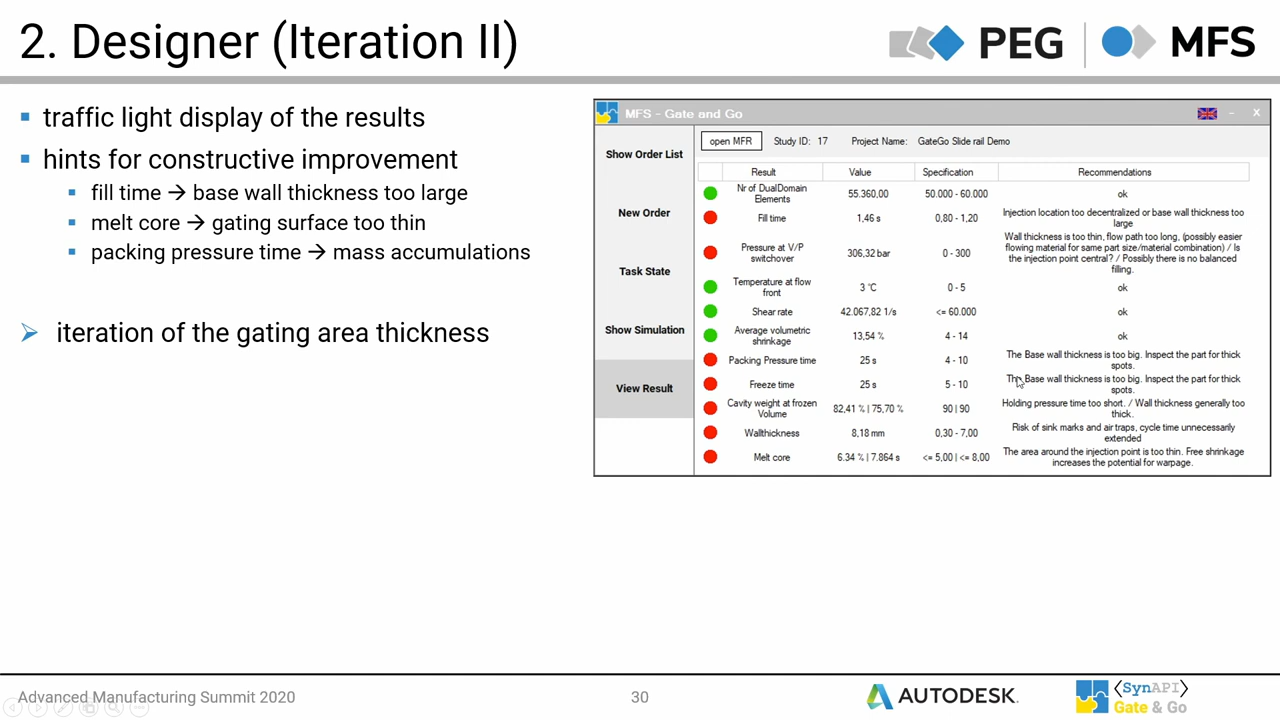 2. Designer (Iteration II)
PEG MFS
traffic light display of the results
hints for constructive improvement
fill time → base wall thickness too large
melt core → gating surface too thin
packing pressure time → mass accumulations
iteration of the gating area thickness
MFS - Gate and Go
Show Order List
New Order
Task State
Show Simulation
View Result
open MFR Study ID: 17 Project Name: GateGo Slide rail Demo
Result Value Specification Recommendations
Nr of DualDomain
Elements
55.360,00 50.000 - 60.000 ok
Fill time 1,46 s 0,80 - 1,20
Injection location too decentralized or base wall thickness too
large
Pressure at V/P
switchover
306,32 bar 0 - 300
Wall thickness is too thin, flow path too long, (possibly easier
flowing material for same part size/material combination) / Is
the injection point central? / Possibly there is no balanced
filling.
Temperature at flow
front
3 °C 0 - 5 ok
Shear rate 42.067,82 1/s <= 60.000 ok
Average volumetric
shrinkage
13,54 % 4 - 14 ok
Packing Pressure time 25 s 4 - 10
The Base wall thickness is too big. Inspect the part for thick
spots.
Freeze time 25 s 5 - 10
The Base wall thickness is too big. Inspect the part for thick
spots.
Cavity weight at frozen
Volume
82,41 % | 75,70 % 90 | 90
Holding pressure time too short. / Wall thickness generally too
thick.
Wallthickness 8,18 mm 0,30 - 7,00
Risk of sink marks and air traps, cycle time unnecessarily
extended
Melt core 6.34 % | 7.864 s <= 5,00 | <= 8,00
The area around the injection point is too thin. Free shrinkage
increases the potential for warpage.
Advanced Manufacturing Summit 2020
30
AUTODESK.
<SynAPI>
Gate & Go